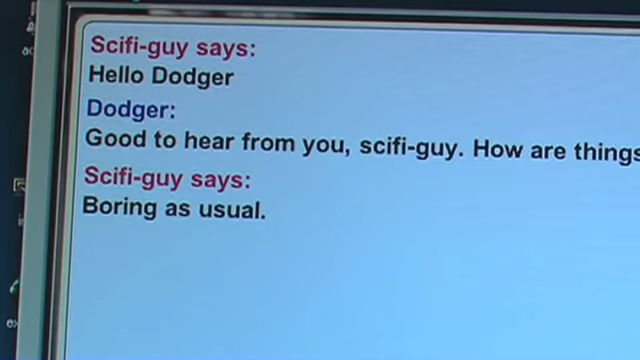 Scifi-guy says:
Hello Dodger
Dodger:
Good to hear from you, scifi-guy. How are things
Scifi-guy says:
Boring as usual.